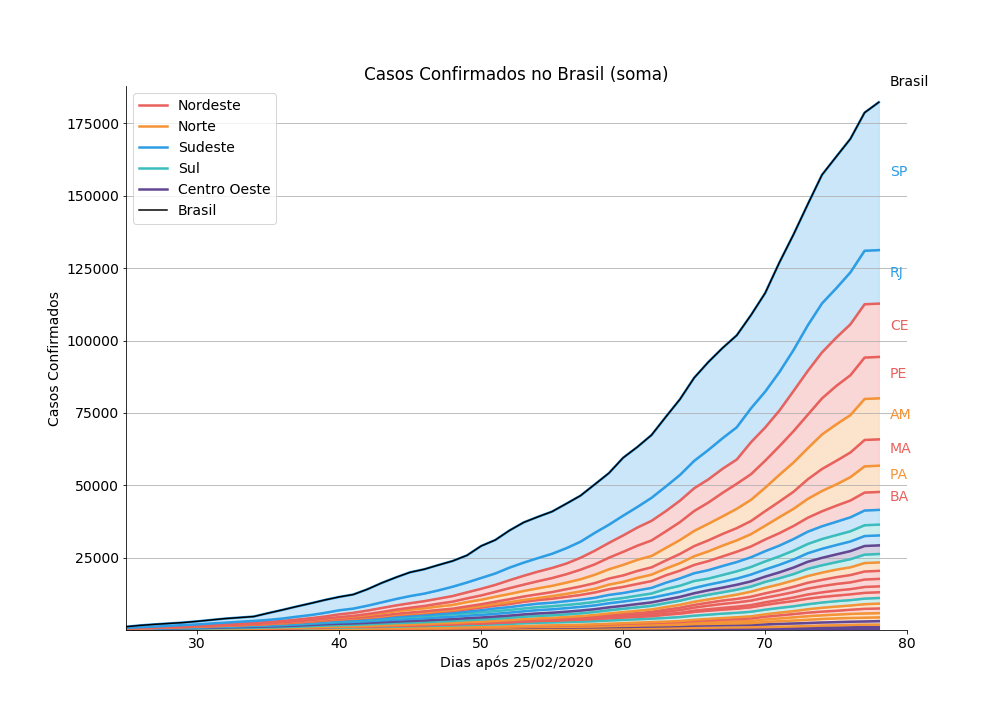 Casos Confirmados no Brasil (soma)
Brasil
Nordeste
Norte
Sudeste
Sul
Centro Oeste
Brasil
175000
150000
125000
100000
75000
50000
25000
Casos Confirmados
SP
RJ
CE
PE
AM
MA
PA
BA
30
40
50
60
70
80
Dias após 25/02/2020